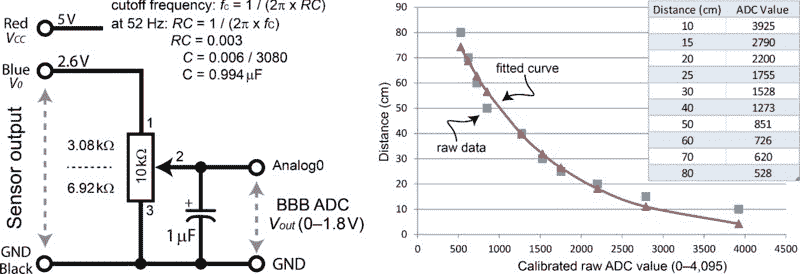 cutoff frequency: fc = 1 / (2π x RC)
at 52 Hz: RC = 1 / (2π x fc)
RC = 0.003
C = 0.006 / 3080
C = 0.994 µF
Red
Vcc
5V
Blue
V0
2.6V
Sensor output
1
3.08kΩ
10kΩ
2
6.92kΩ
3
Analog0
+
1µF
BBB ADC
Vout (0–1.8V)
GND
Black
GND
Distance (cm)
90
80
70
60
50
40
30
20
10
0
0 500 1000 1500 2000 2500 3000 3500 4000
Calibrated raw ADC value (0–4,095)
fitted curve
raw data
Distance (cm) ADC Value
10 3925
15 2790
20 2200
25 1755
30 1528
40 1273
50 851
60 726
70 620
80 528